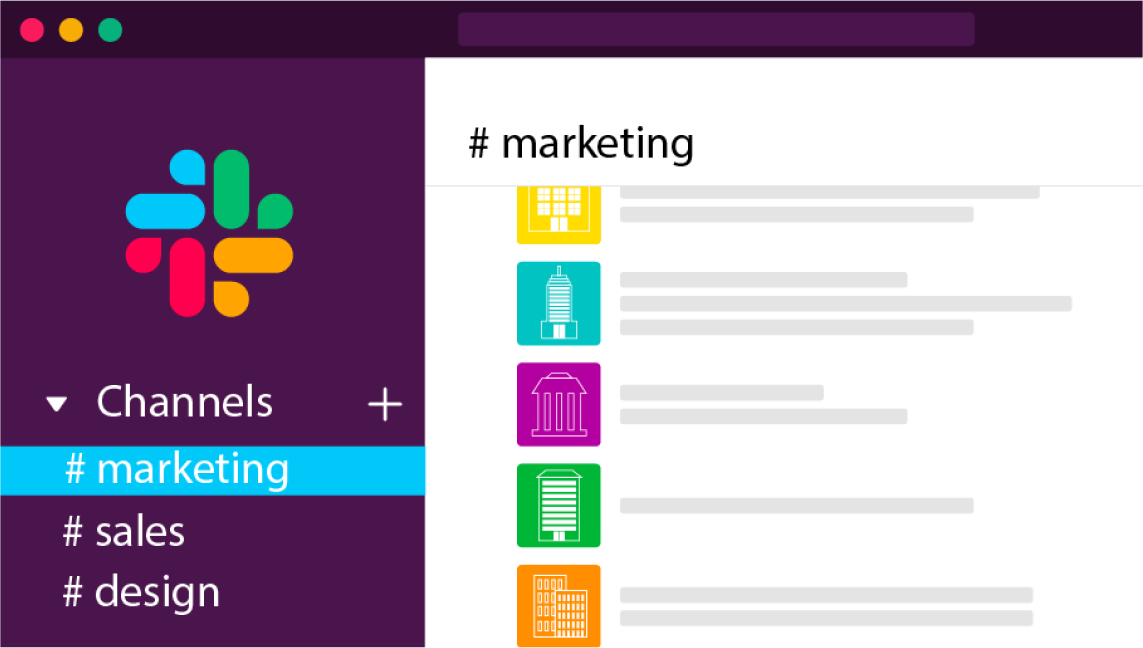 # marketing
Channels +
# marketing
# sales
# design